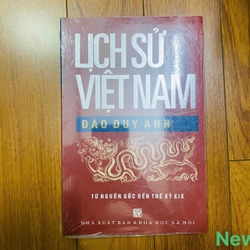 LỊCH SỬ
VIỆT NAM
ĐÀO DUY ANH
TỪ NGUỒN GỐC ĐẾN THẾ KỶ XIX
NHÀ XUẤT BẢN KHOA HỌC XÃ HỘI
New